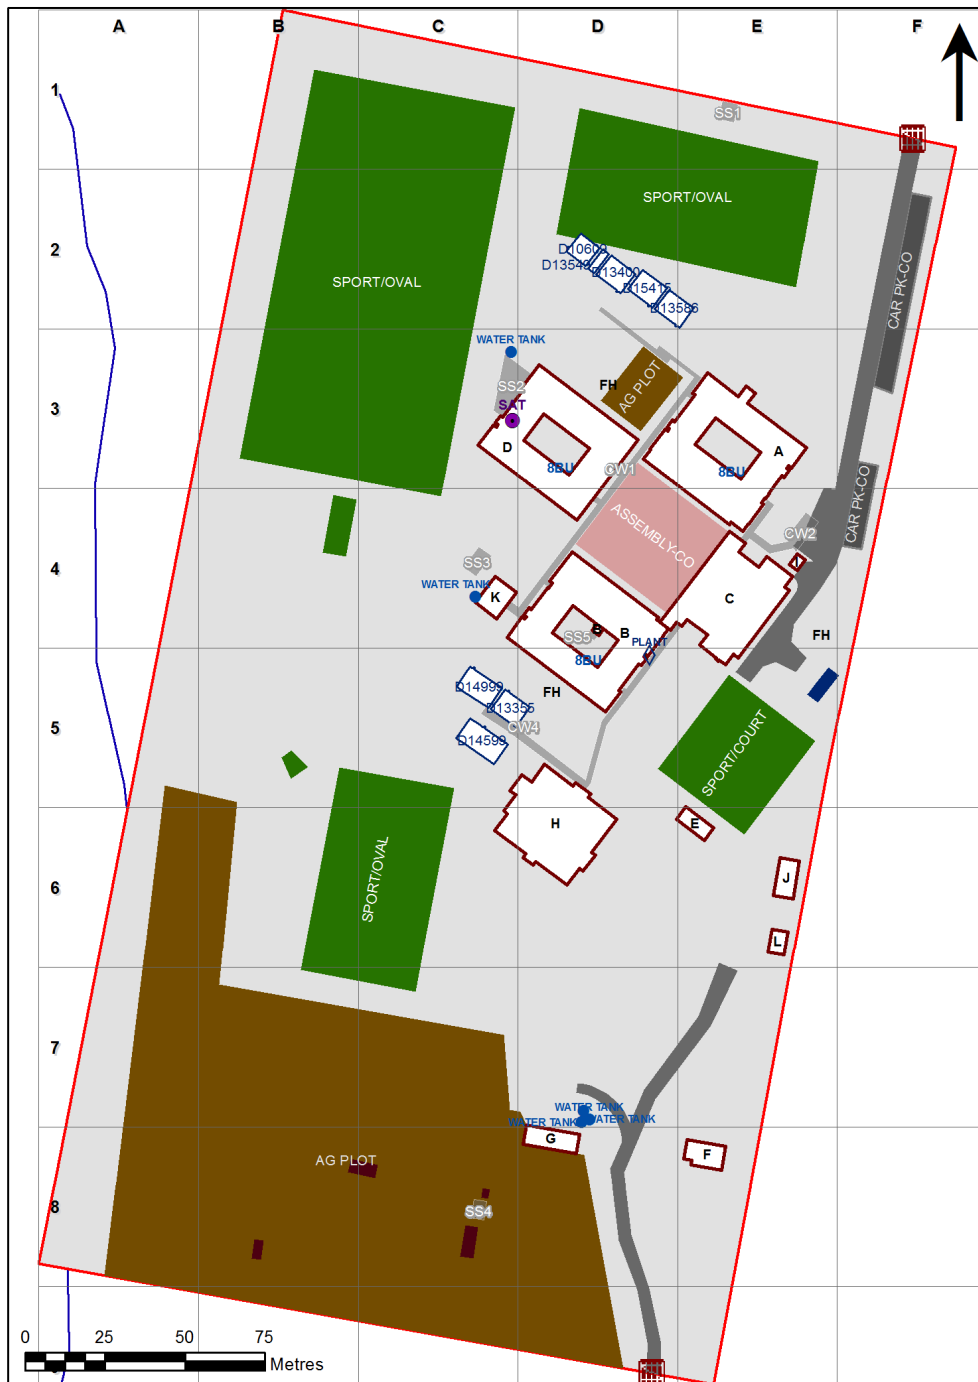 A B C D E F
1
SS1
SPORT/OVAL
2
D10609
D13549
D13400
SPORT/OVAL
D15415
CAR PK-CO
D13586
WATER TANK
SS2
FH
AG PLOT
SAT
3
D
A
8BU
CW1
8BU
CAR PK-CO
ASSEMBLY-CO
CW2
SS3
I
4
WATER TANK
K
C
B
SS5
FH
PLANT
8BU
D14999
FH
D13355
CW4
5
D14599
SPORT/COURT
H
E
SPORT/OVAL
J
6
L
7
WATER TANK
WATER TANK
WATER TANK
G
F
AG PLOT
8
SS4
0 25 50 75
Metres